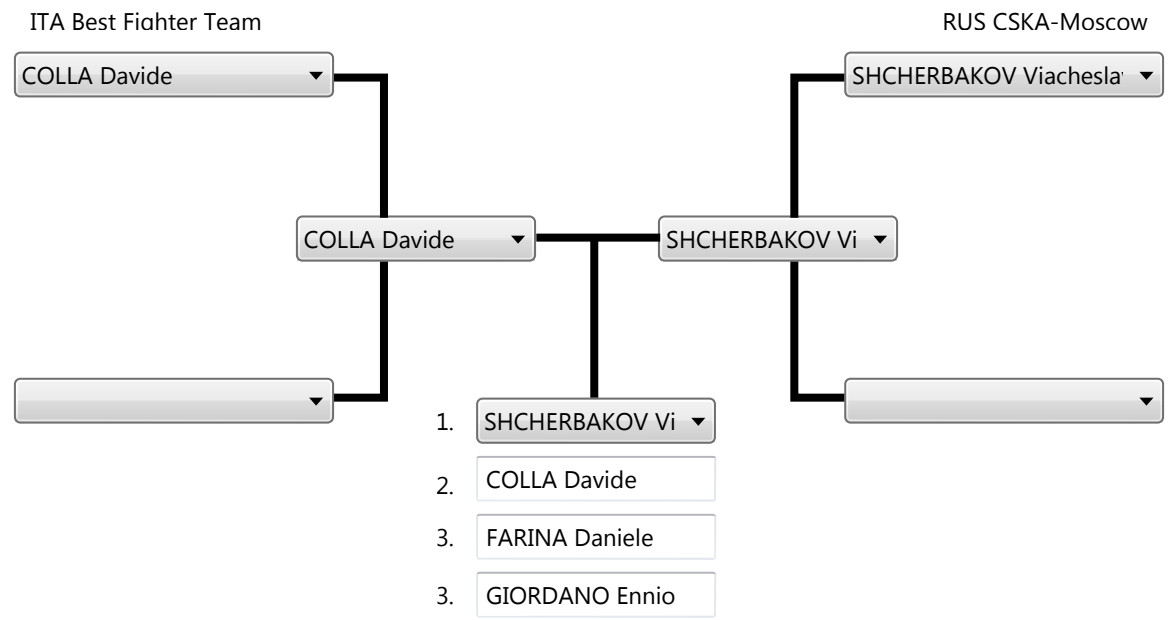 ITA Best Fighter Team
RUS CSKA-Moscow
COLLA Davide
SHCHERBAKOV Viachesla
COLLA Davide
SHCHERBAKOV Vi
1. SHCHERBAKOV Vi
2. COLLA Davide
3. FARINA Daniele
3. GIORDANO Ennio